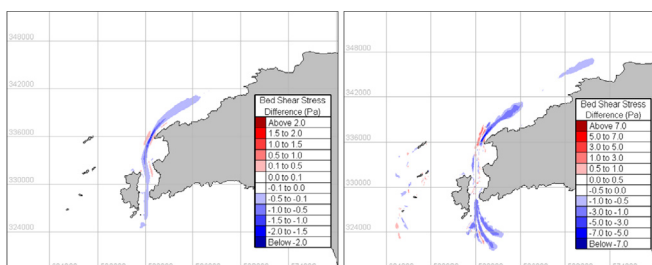 348000
342000
336000
330000
324000
Bed Shear Stress
Difference (Pa)
Above 2.0
1.5 to 2.0
1.0 to 1.5
0.5 to 1.0
0.1 to 0.5
0.0 to 0.1
-0.1 to 0.0
-0.5 to -0.1
-1.0 to -0.5
-1.5 to -1.0
-2.0 to -1.5
Below -2.0
348000
342000
336000
330000
324000
Bed Shear Stress
Difference (Pa)
Above 7.0
5.0 to 7.0
3.0 to 5.0
1.0 to 3.0
0.5 to 1.0
0.0 to 0.5
-0.5 to 0.0
-1.0 to -0.5
-3.0 to -1.0
-5.0 to -3.0
-7.0 to -5.0
Below -7.0